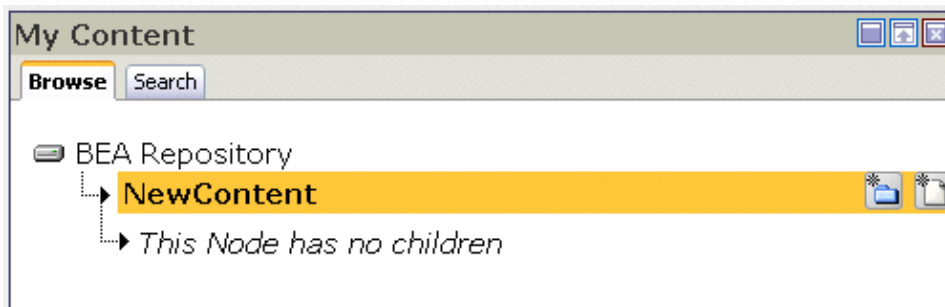 My Content
Browse Search
BEA Repository
NewContent
This Node has no children